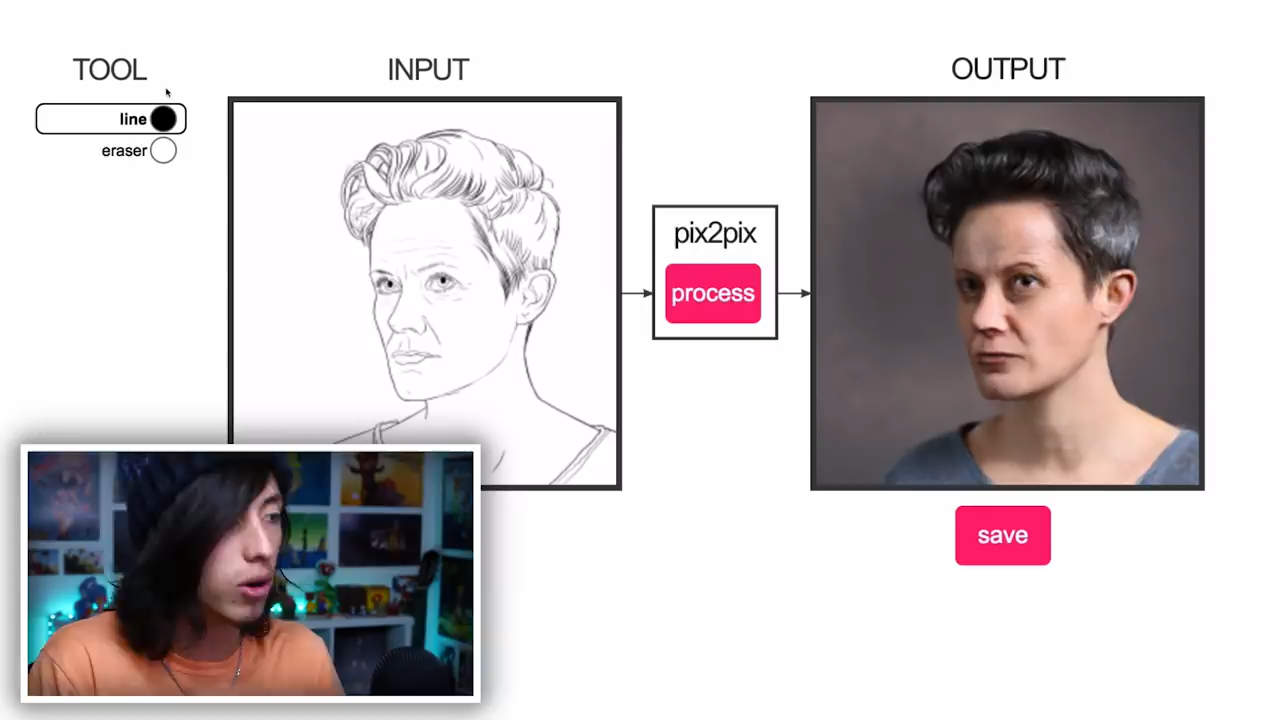 TOOL
line
eraser
INPUT
pix2pix
process
OUTPUT
save